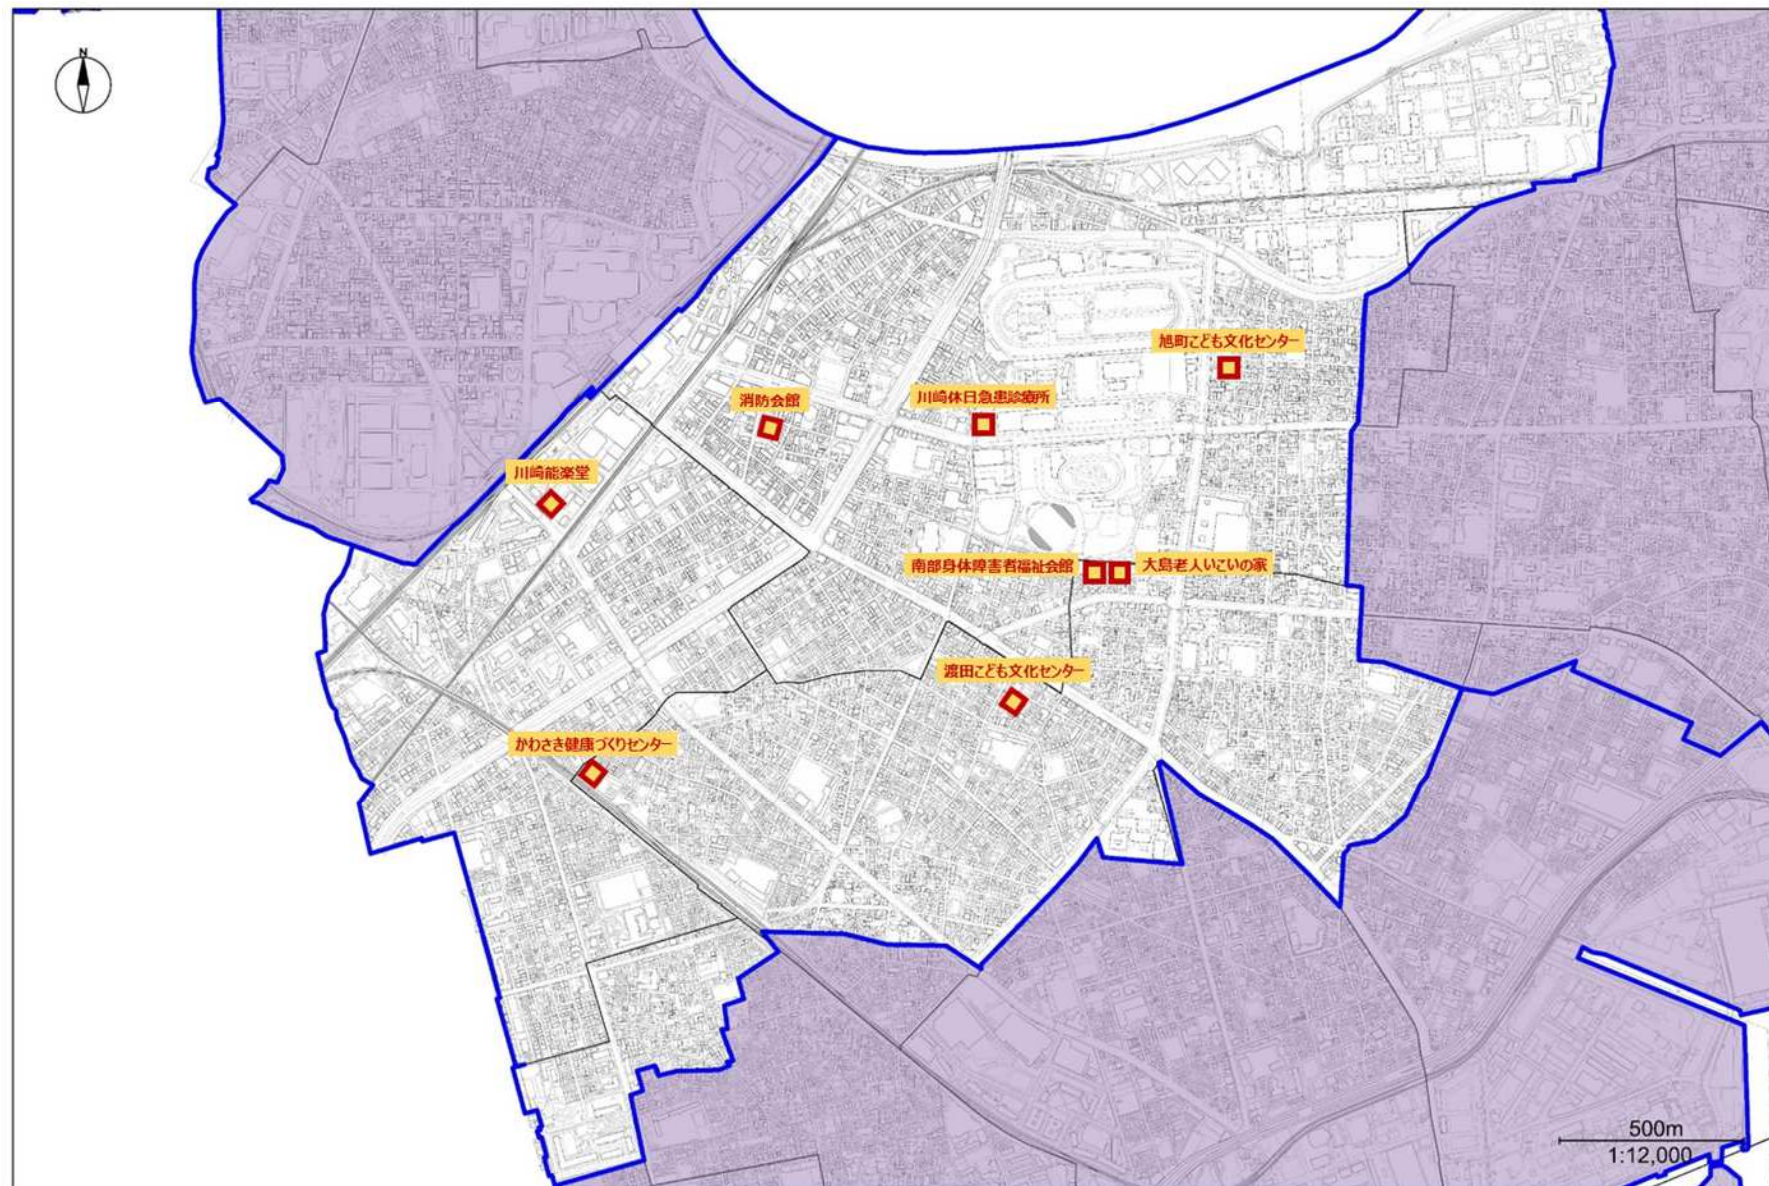 N
旭町こども文化センター
消防会館
川崎休日急患診療所
川崎能楽堂
南部身体障害者福祉会館
大島老人いこいの家
渡田こども文化センター
かわさき健康づくりセンター
500m
1:12,000